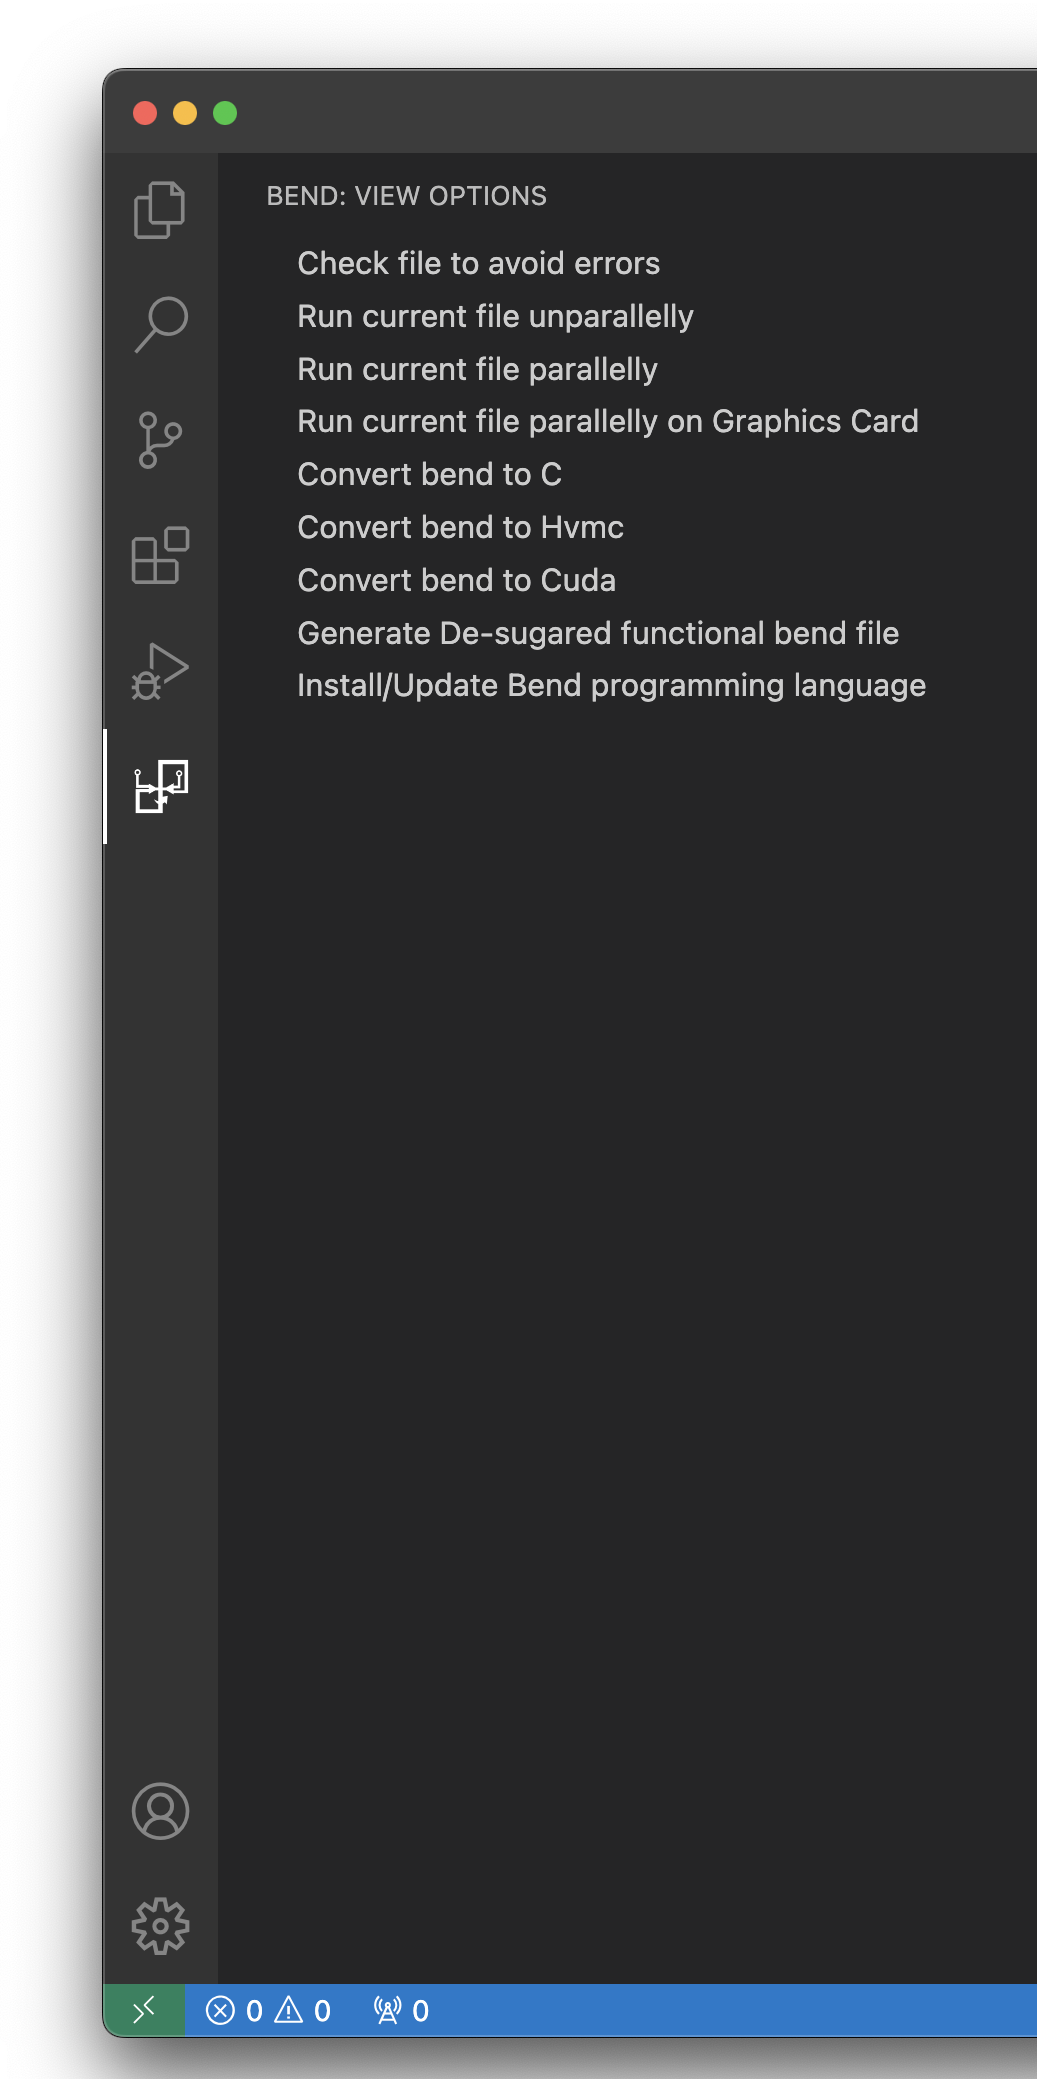 BEND: VIEW OPTIONS
Check file to avoid errors
Run current file unparallelly
Run current file parallelly
Run current file parallelly on Graphics Card
Convert bend to C
Convert bend to Hvmc
Convert bend to Cuda
Generate De-sugared functional bend file
Install/Update Bend programming language
0 0 0